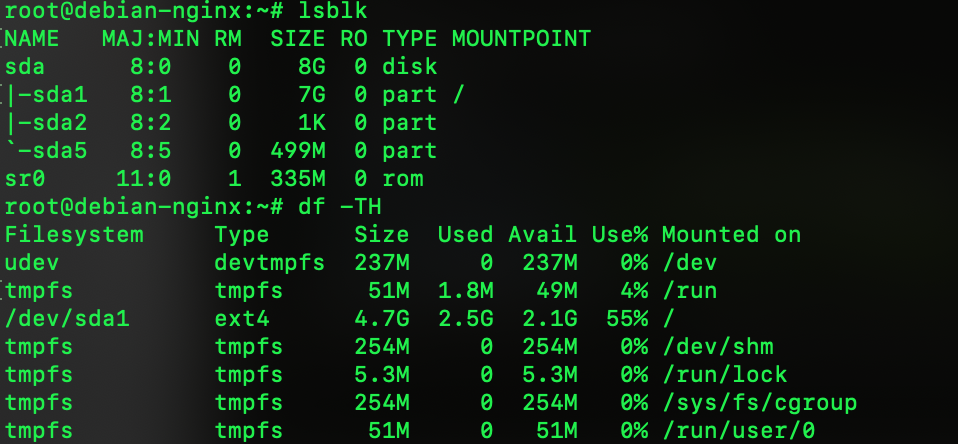 root@debian-nginx:~# lsblk
NAME   MAJ:MIN RM   SIZE RO TYPE MOUNTPOINT
sda      8:0    0     8G  0 disk
|-sda1   8:1    0     7G  0 part /
|-sda2   8:2    0     1K  0 part
`-sda5   8:5    0   499M  0 part
sr0     11:0    1   335M  0 rom
root@debian-nginx:~# df -TH
Filesystem     Type      Size  Used Avail Use% Mounted on
udev           devtmpfs  237M     0  237M   0% /dev
tmpfs          tmpfs      51M  1.8M   49M   4% /run
/dev/sda1      ext4      4.7G  2.5G  2.1G  55% /
tmpfs          tmpfs     254M     0  254M   0% /dev/shm
tmpfs          tmpfs     5.3M     0  5.3M   0% /run/lock
tmpfs          tmpfs     254M     0  254M   0% /sys/fs/cgroup
tmpfs          tmpfs      51M     0   51M   0% /run/user/0